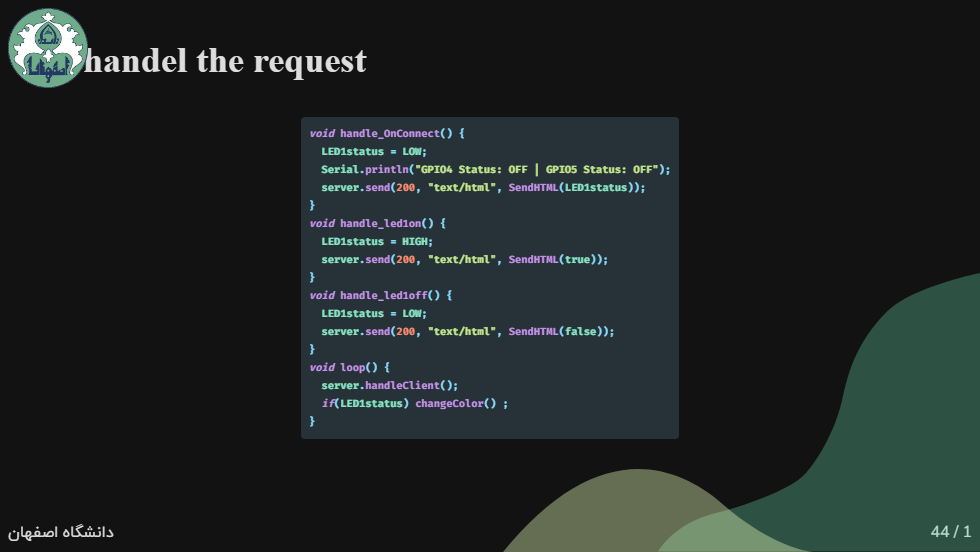 handel the request
void handle_OnConnect() {
  LED1status = LOW;
  Serial.println("GPIO4 Status: OFF | GPIO5 Status: OFF");
  server.send(200, "text/html", SendHTML(LED1status));
}
void handle_led1on() {
  LED1status = HIGH;
  server.send(200, "text/html", SendHTML(true));
}
void handle_led1off() {
  LED1status = LOW;
  server.send(200, "text/html", SendHTML(false));
}
void loop() {
  server.handleClient();
  if(LED1status) changeColor() ;
}
دانشگاه اصفهان
44 / 1